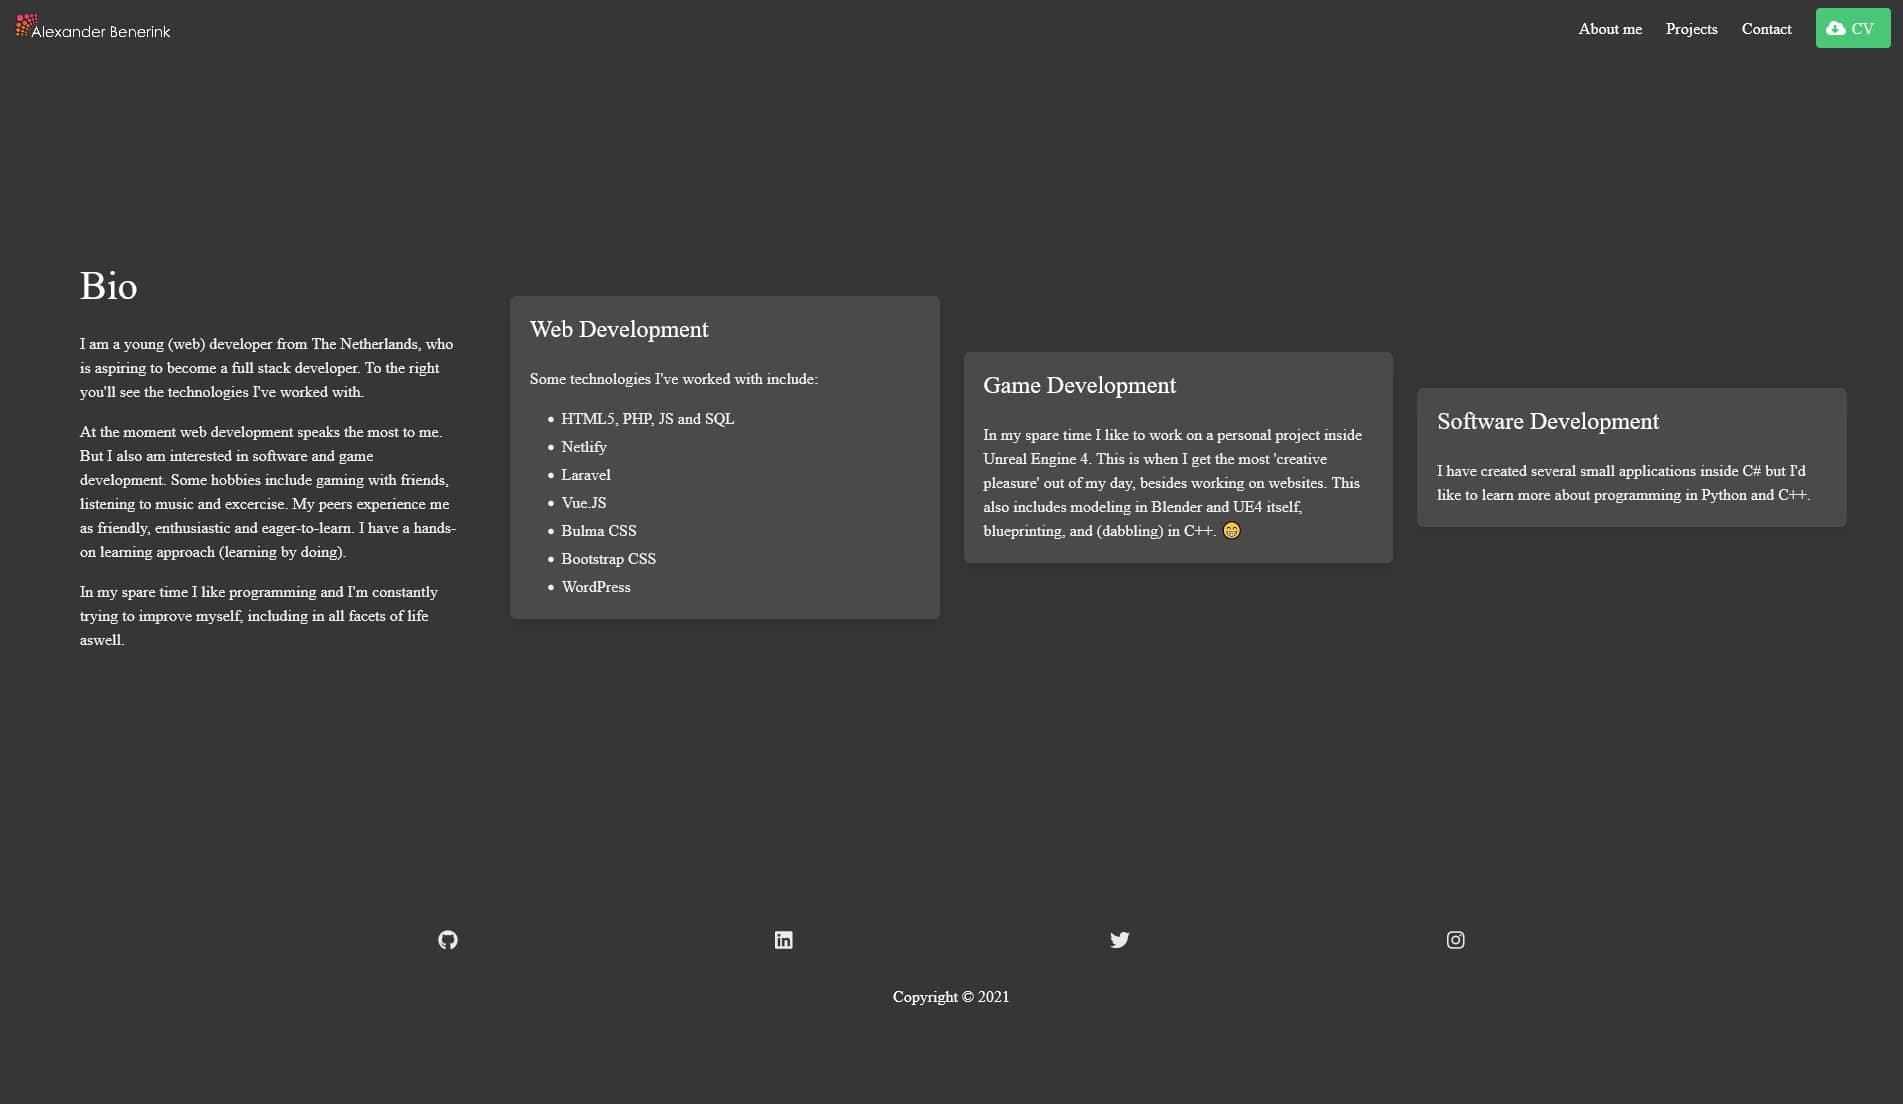 Alexander Benerink
About me
Projects
Contact
CV
Bio
I am a young (web) developer from The Netherlands, who
is aspiring to become a full stack developer. To the right
you'll see the technologies I've worked with.
At the moment web development speaks the most to me.
But I also am interested in software and game
development. Some hobbies include gaming with friends,
listening to music and excercise. My peers experience me
as friendly, enthusiastic and eager-to-learn. I have a hands-
on learning approach (learning by doing).
In my spare time I like programming and I'm constantly
trying to improve myself, including in all facets of life
aswell.
Web Development
Some technologies I've worked with include:
• HTML5, PHP, JS and SQL
• Netlify
• Laravel
• Vue.JS
• Bulma CSS
• Bootstrap CSS
• WordPress
Game Development
In my spare time I like to work on a personal project inside
Unreal Engine 4. This is when I get the most 'creative
pleasure' out of my day, besides working on websites. This
also includes modeling in Blender and UE4 itself,
blueprinting, and (dabbling) in C++. 😁
Software Development
I have created several small applications inside C# but I'd
like to learn more about programming in Python and C++.
Copyright © 2021